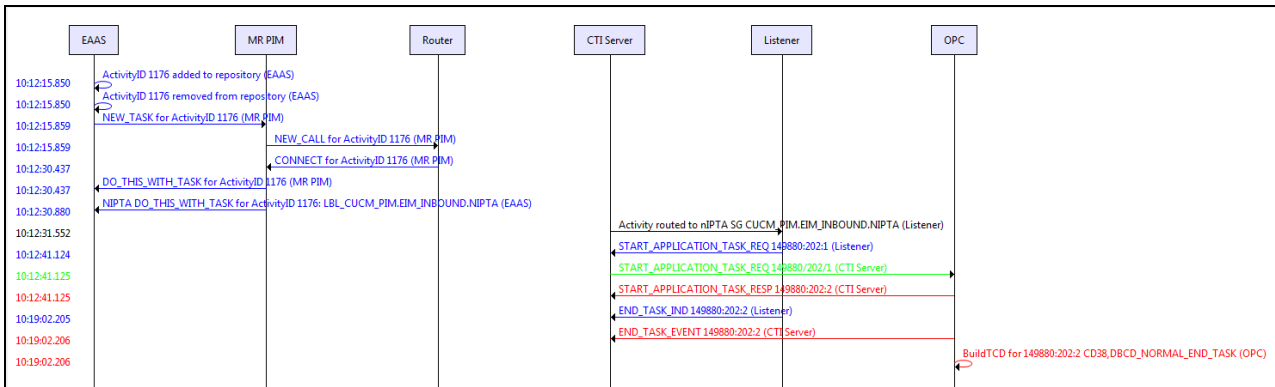 EAAS MR PIM Router CTI Server Listener OPC
ActivityID 1176 added to repository (EAAS)
10:12:15.850
ActivityID 1176 removed from repository (EAAS)
10:12:15.850
NEW_TASK for ActivityID 1176 (MR PIM)
10:12:15.859
NEW_CALL for ActivityID 1176 (MR PIM)
10:12:15.859
CONNECT for ActivityID 1176 (MR PIM)
10:12:30.437
DO_THIS_WITH_TASK for ActivityID 1176 (MR PIM)
10:12:30.437
NIPTA DO_THIS_WITH_TASK for ActivityID 1176: LBL_CUCM_PIM.EIM_INBOUND.NIPTA (EAAS)
10:12:30.880
Activity routed to nIPTA SG CUCM_PIM.EIM_INBOUND.NIPTA (Listener)
10:12:31.552
START_APPLICATION_TASK_REQ 149880:202:1 (Listener)
10:12:41.124
START_APPLICATION_TASK_REQ 149880/202/1 (CTI Server)
10:12:41.125
START_APPLICATION_TASK_RESP 149880:202:2 (CTI Server)
10:12:41.125
END_TASK_IND 149880:202:2 (Listener)
10:19:02.205
END_TASK_EVENT 149880:202:2 (CTI Server)
10:19:02.206
BuildTCD for 149880:202:2 CD38,DBCD_NORMAL_END_TASK (OPC)
10:19:02.206